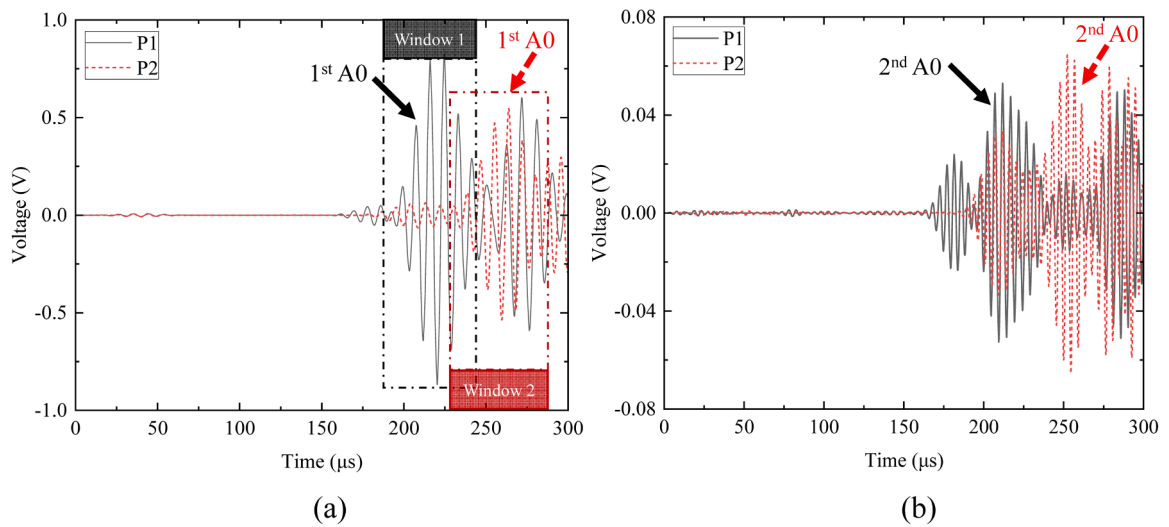 1.0
0.5
0.0
-0.5
-1.0
Voltage (V)
0
50
100
150
200
250
300
Time (μs)
P1
P2
Window 1
1st A0
1st A0
Window 2
(a)
0.08
0.04
0.00
-0.04
-0.08
Voltage (V)
0
50
100
150
200
250
300
Time (μs)
P1
P2
2nd A0
2nd A0
(b)